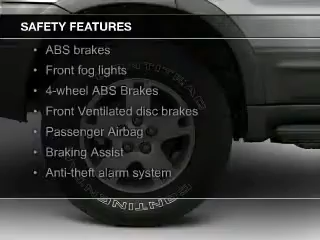 SAFETY FEATURES
• ABS brakes
• Front fog lights
• 4-wheel ABS Brakes
• Front Ventilated disc brakes
• Passenger Airbag
• Braking Assist
• Anti-theft alarm system